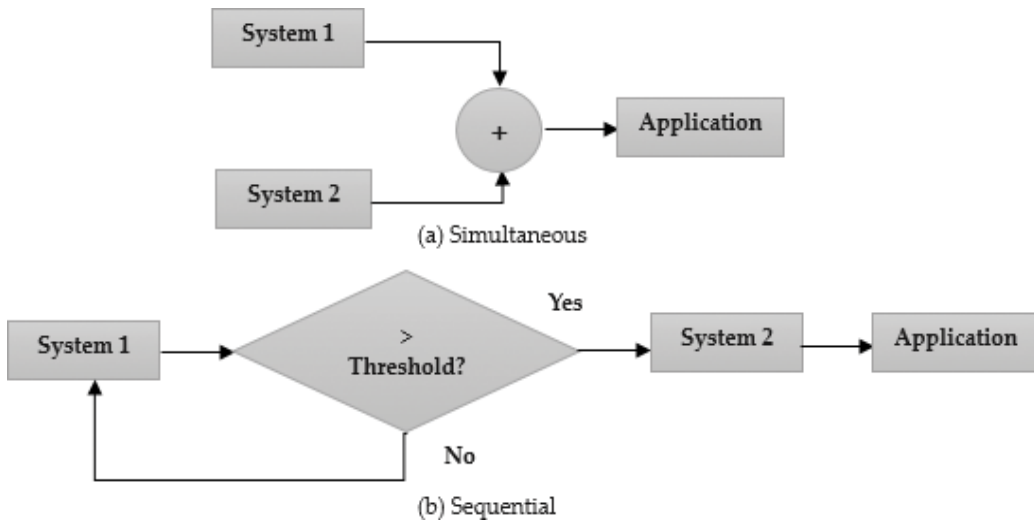 System 1
+
Application
System 2
(a) Simultaneous
Yes
System 1
>
Threshold?
System 2
Application
No
(b) Sequential